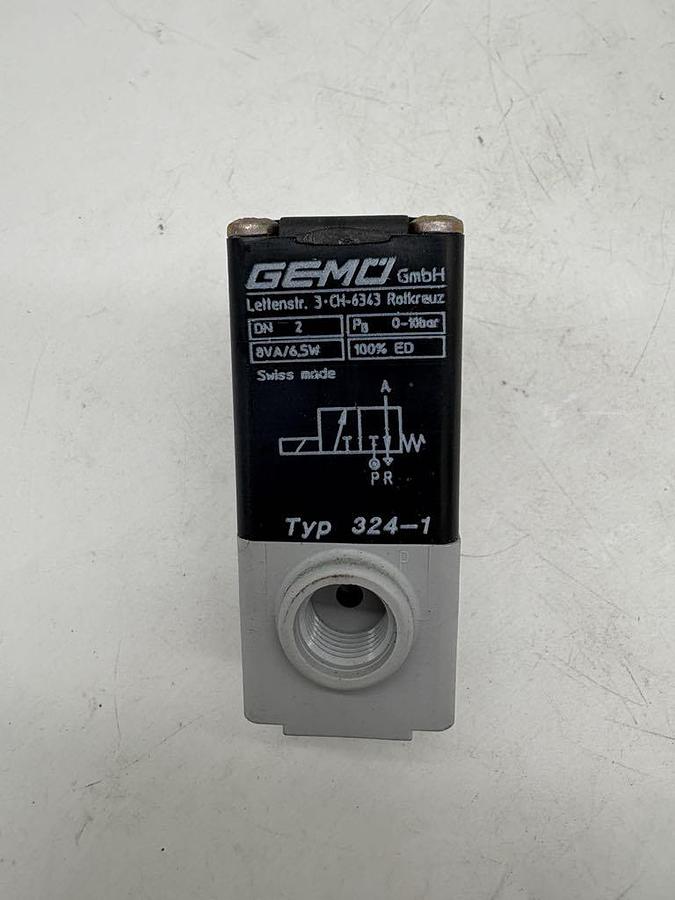 GEMÜ GmbH
Lettenstr. 3·CH-6343 Rotkreuz
DN 2 PB 0-10bar
8VA/6,5W 100% ED
Swiss made
A
P R
Typ 324-1